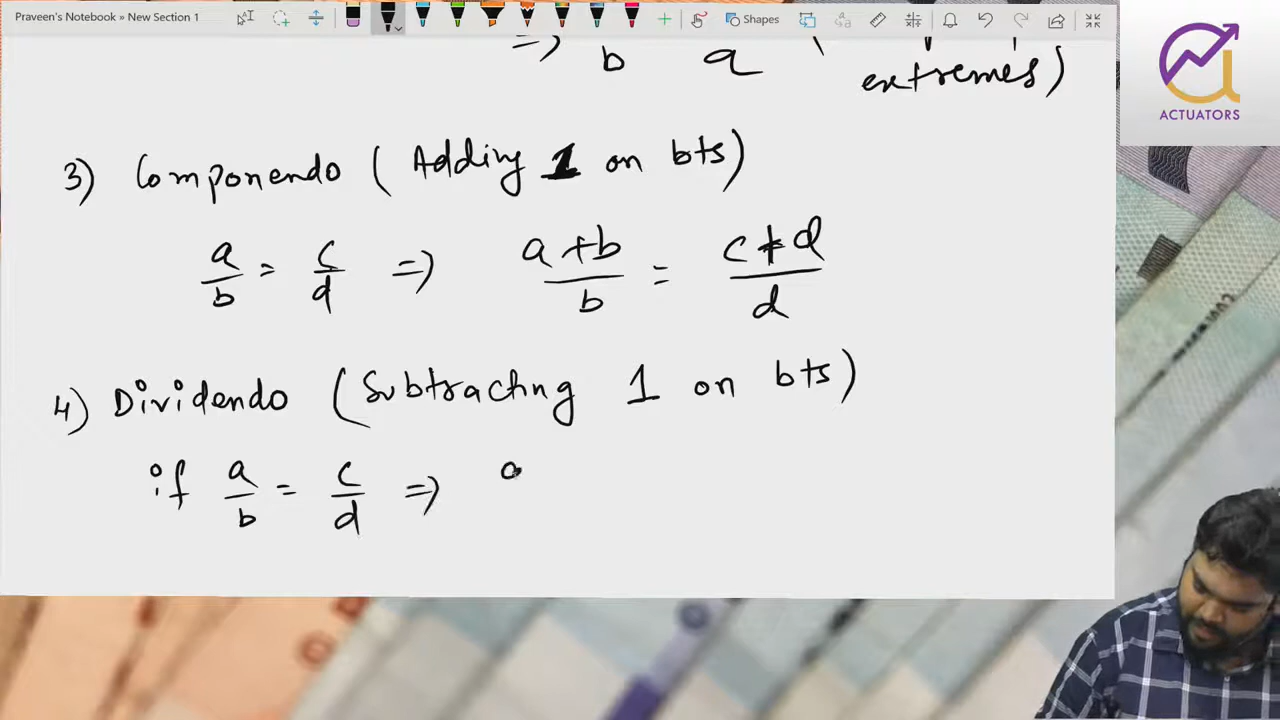 Praveen's Notebook » New Section 1
Shapes
ACTUATORS
=> b a (
extremes)
3) Componendo (Adding 1 on bts)
a/b = c/d => a+b/b = c+d/d
4) Dividendo (Subtracting 1 on bts)
if a/b = c/d => a